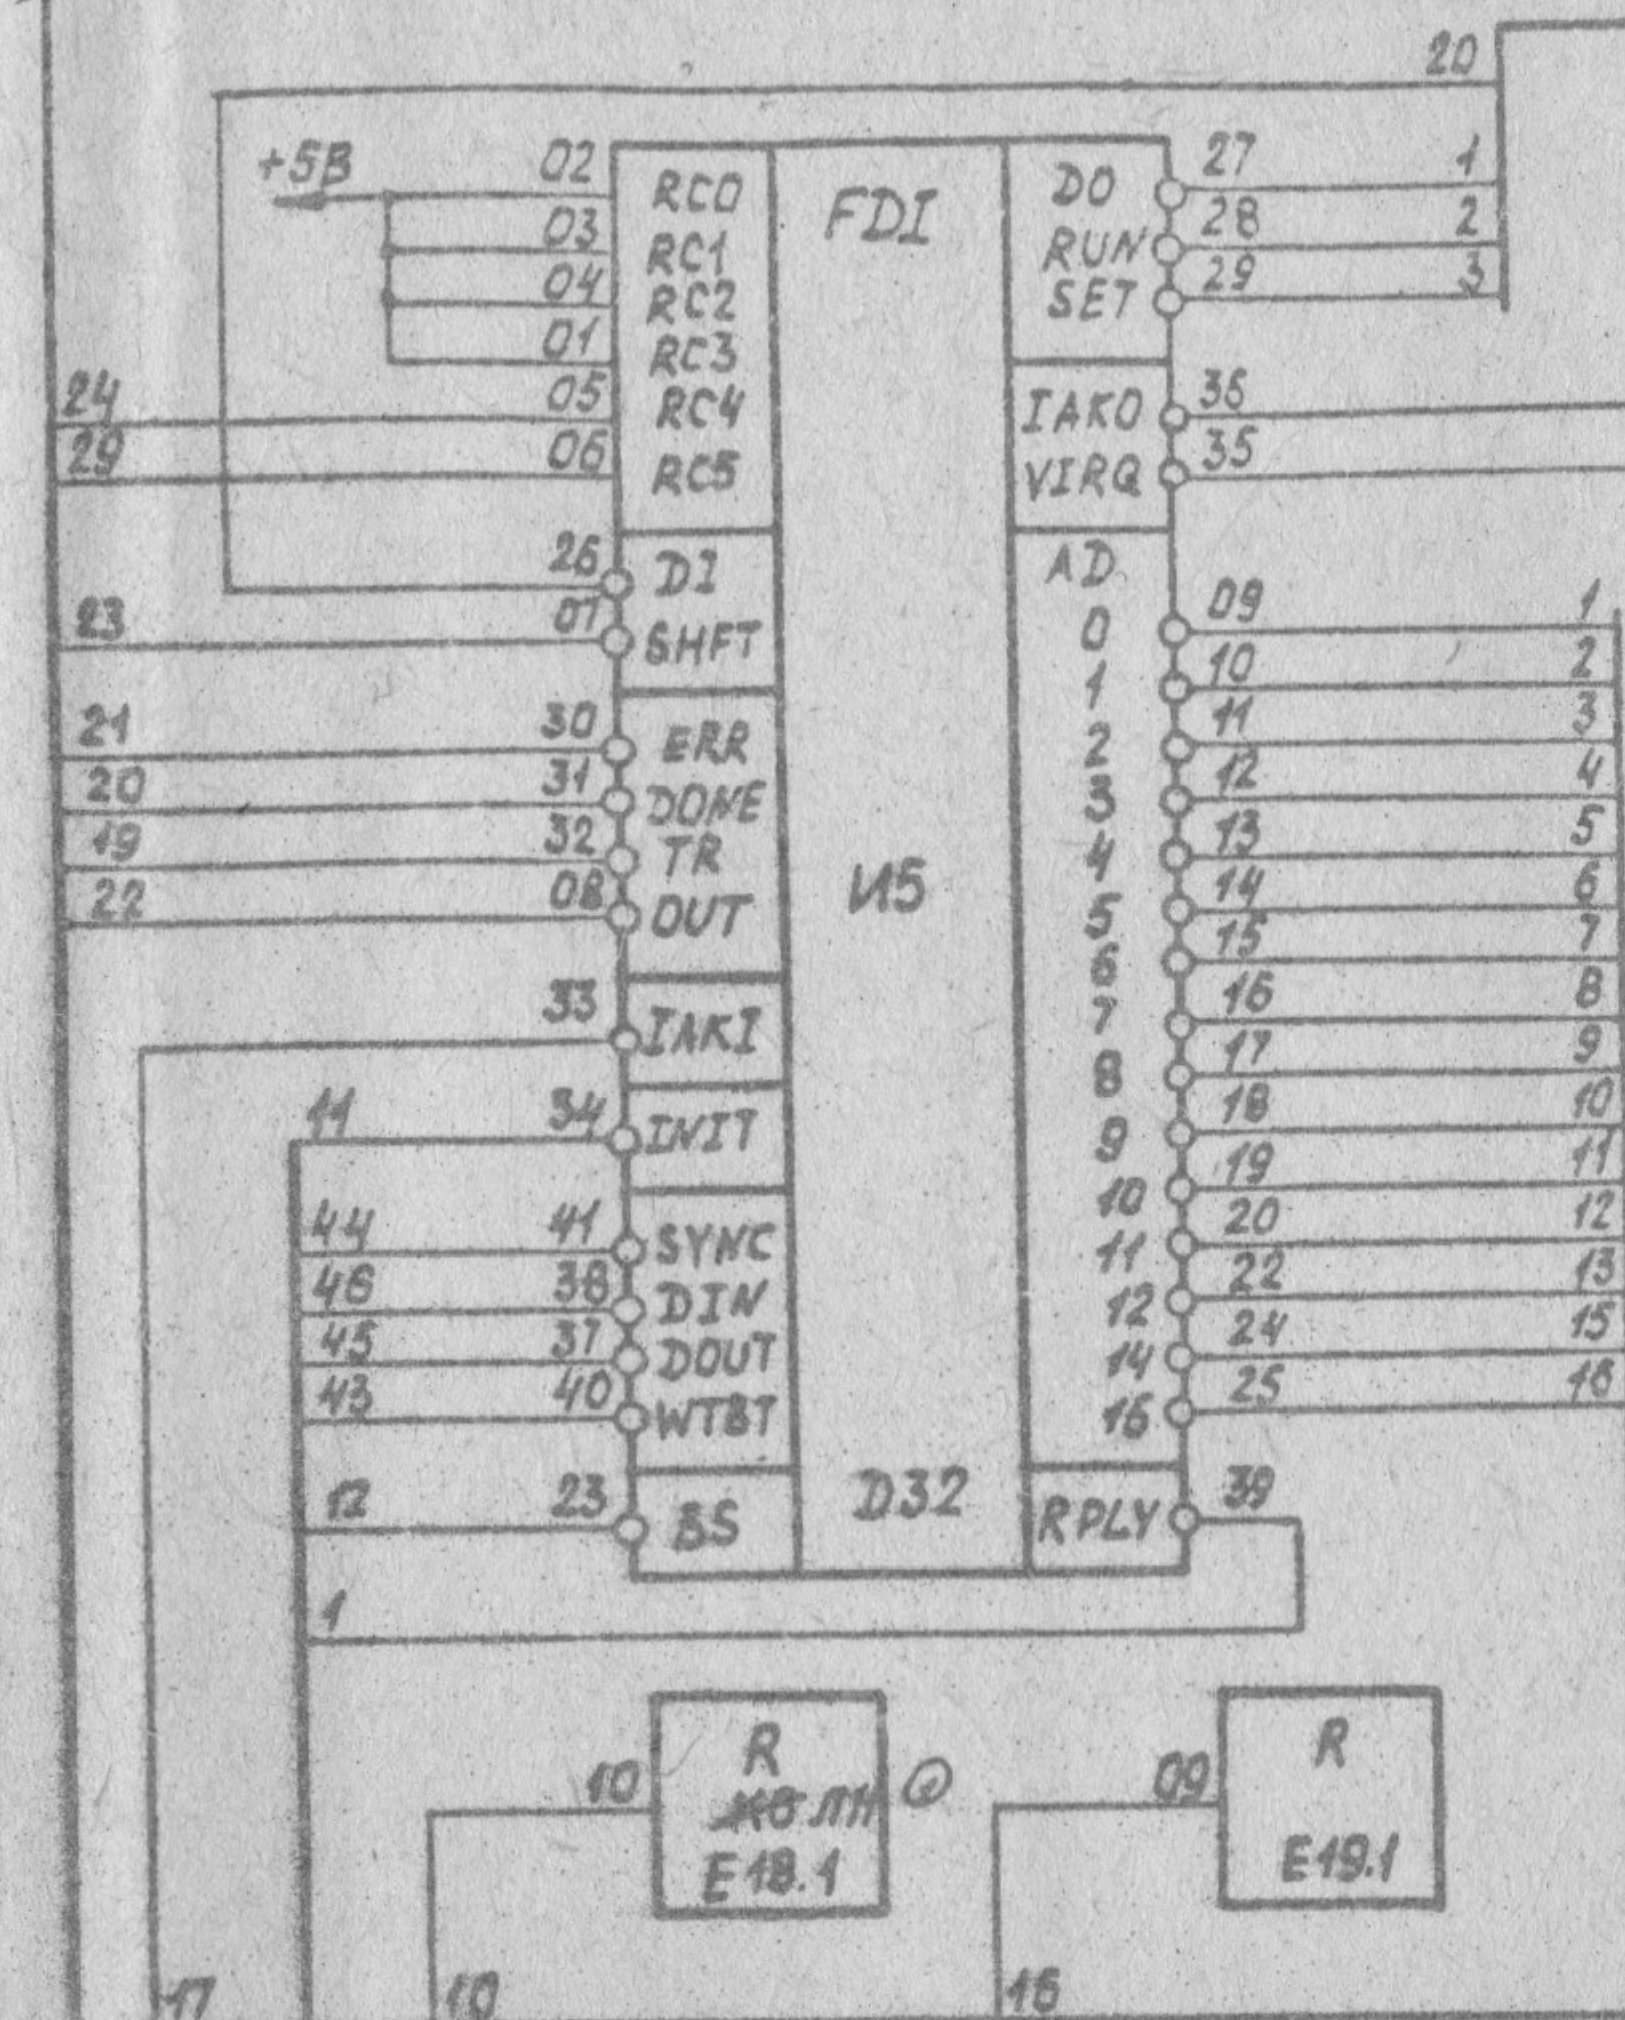 20
+5В 02 RC0 FDI DO 27 1
03 RC1 RUN 28 2
04 RC2 SET 29 3
01 RC3
24 05 RC4 IAKO 36
29 06 RC5 VIRQ 35
26 DI AD
23 07 SHFT 0 09 1
1 10 2
21 30 ERR 2 11 3
20 31 DONE 3 12 4
19 32 TR 4 13 5
22 08 OUT И5 5 14 6
6 15 7
33 IAKI 7 16 8
8 17 9
11 34 INIT 9 18 10
10 19 11
44 41 SYNC 11 20 12
46 38 DIN 12 22 13
45 37 DOUT 14 24 15
43 40 WTBT 16 25 16
12 23 BS D32 RPLY 39
1
10 R 09 R
E18.1 E19.1
17 10 16